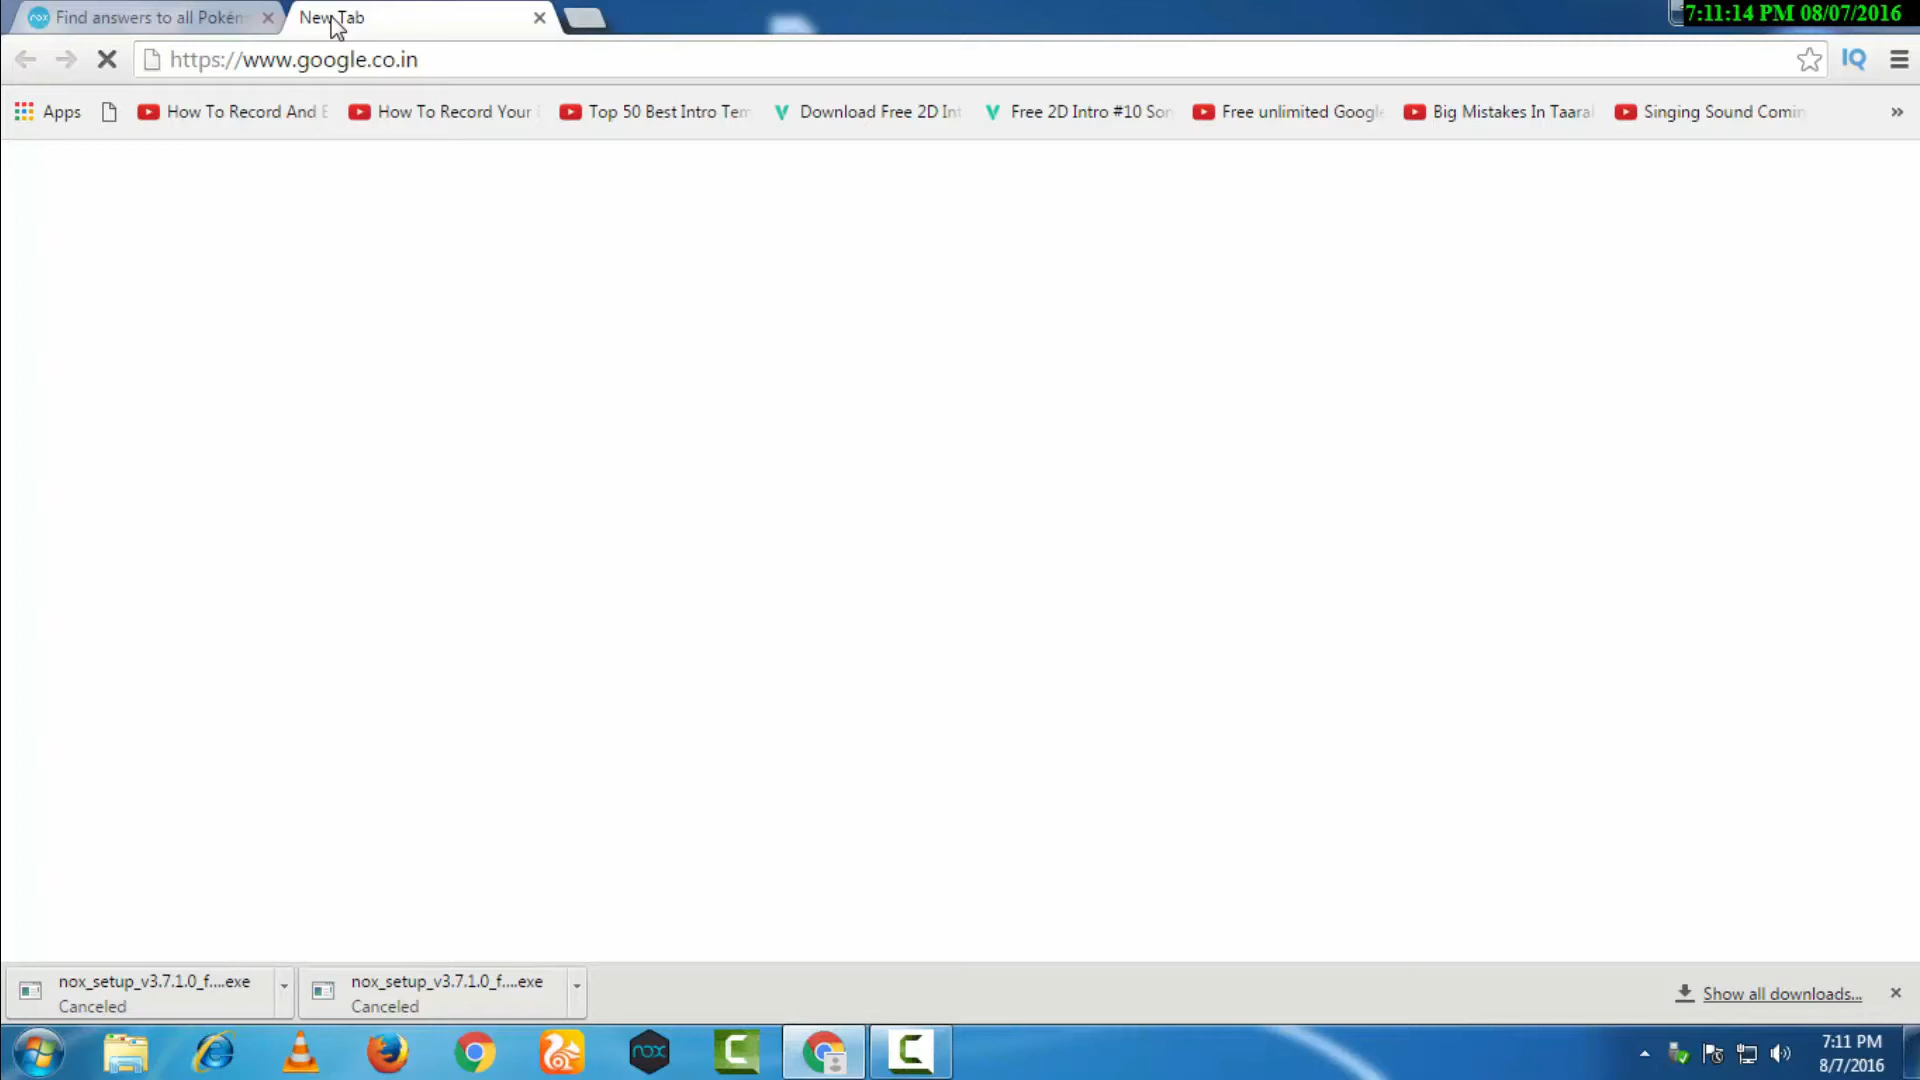 Find answers to all Pokém
New Tab
7:11:14 PM 08/07/2016
https://www.google.co.in
IQ
Apps
How To Record And E
How To Record Your
Top 50 Best Intro Tem
Download Free 2D Int
Free 2D Intro #10 Son
Free unlimited Googl
Big Mistakes In Taara
Singing Sound Comin
»
nox_setup_v3.7.1.0_f....exe
Canceled
nox_setup_v3.7.1.0_f....exe
Canceled
Show all downloads...
nox
7:11 PM
8/7/2016